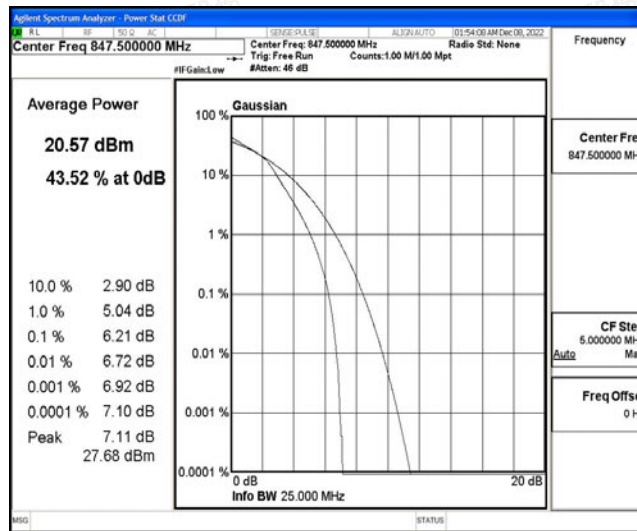 Agilent Spectrum Analyzer - Power Stat CCDF
RL RF 50 Ω AC SENSE:PULSE ALIGN AUTO 01:54:08 AM Dec 08, 2022
Center Freq 847.500000 MHz
Center Freq: 847.500000 MHz Radio Std: None
Trig: Free Run Counts:1.00 M/1.00 Mpt
#IFGain:Low #Atten: 46 dB
Frequency
Average Power
20.57 dBm
43.52 % at 0dB
10.0 % 2.90 dB
1.0 % 5.04 dB
0.1 % 6.21 dB
0.01 % 6.72 dB
0.001 % 6.92 dB
0.0001 % 7.10 dB
Peak 7.11 dB
27.68 dBm
Gaussian
100 %
10 %
1 %
0.1 %
0.01 %
0.001 %
0.0001 %
0 dB 20 dB
Info BW 25.000 MHz
Center Fre
847.500000 MH
CF Ste
5.000000 MH
Auto Ma
Freq Offse
0 H
MSG STATUS